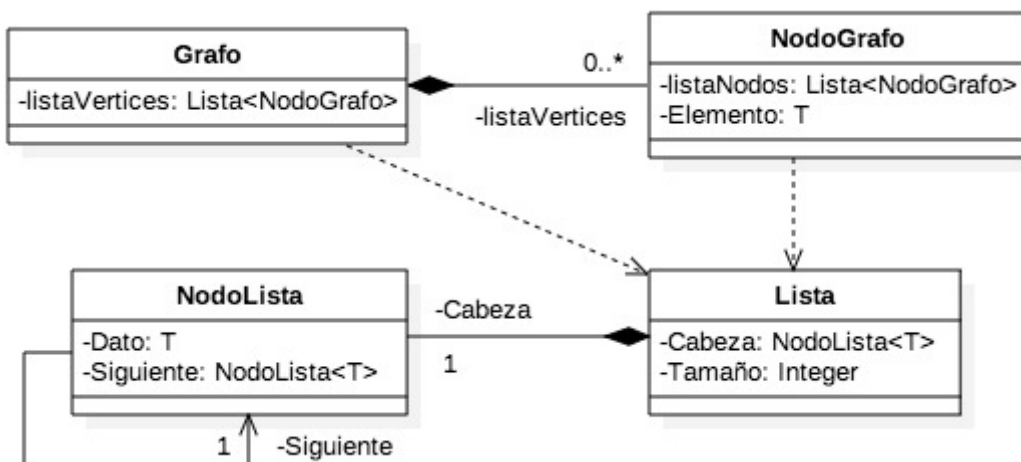 Grafo
-listaVertices: Lista<NodoGrafo>
0..*
-listaVertices
NodoGrafo
-listaNodos: Lista<NodoGrafo>
-Elemento: T
NodoLista
-Dato: T
-Siguiente: NodoLista<T>
-Cabeza
1
Lista
-Cabeza: NodoLista<T>
-Tamaño: Integer
1
-Siguiente